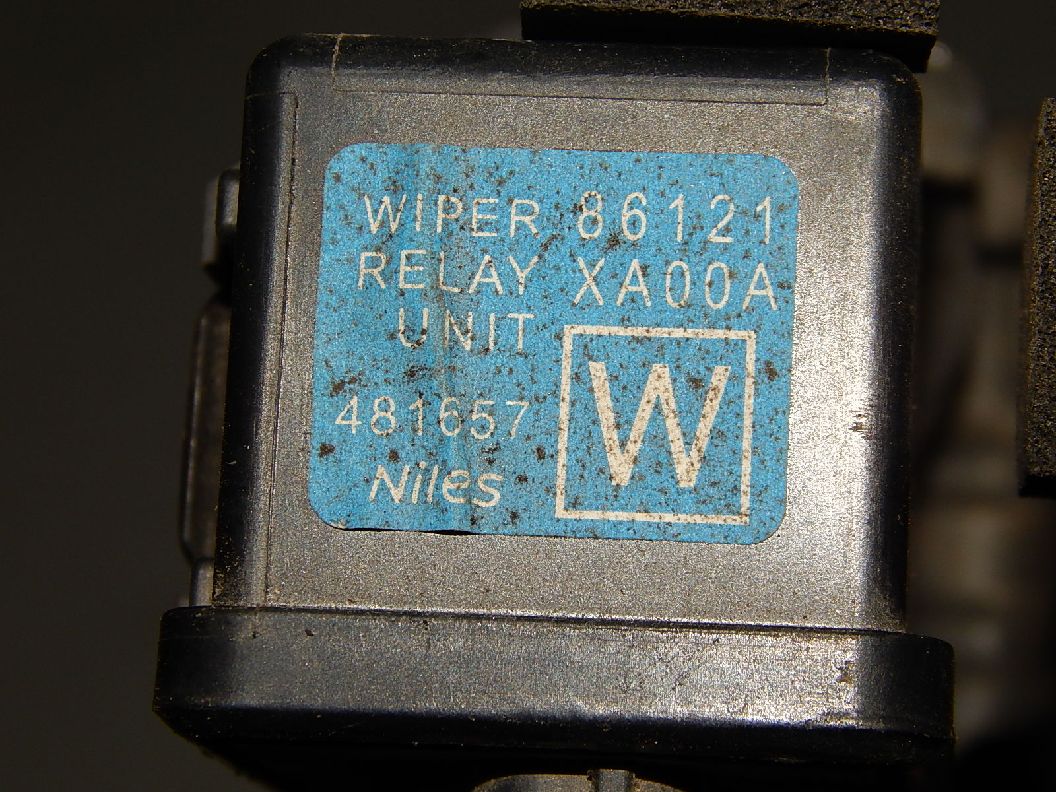 WIPER 86121
RELAY XA00A
UNIT
W
481657
Niles